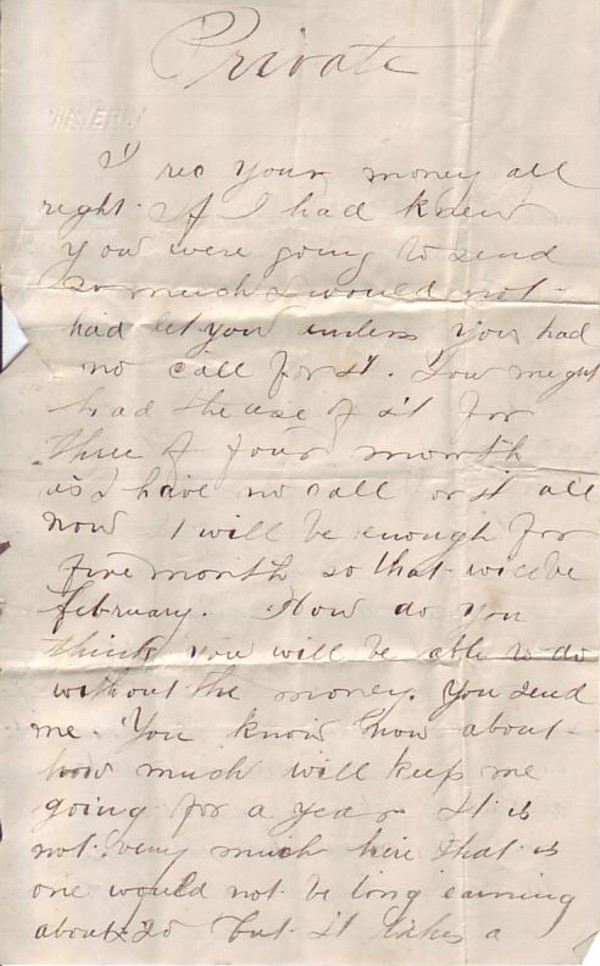 Private
WAVERLY
I rec your money all
right. If I had knew
you were going to send
so much I would not
had let you unless you had
no call for it. You might
had the use of it for
three of four month
as I have no call or it all
now I will be enough for
five month so that will be
february. How do you
think you will be able to do
without the money. You send
me. You know now about
how much will keep me
going for a year It is
not very much here that is
one would not be long earning
about 20 but it takes a